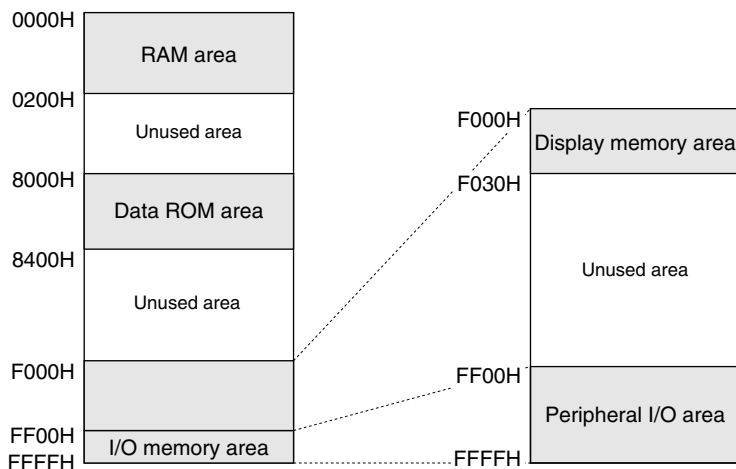 0000H
RAM area
0200H
Unused area
8000H
Data ROM area
8400H
Unused area
F000H
FF00H
I/O memory area
FFFFH
F000H
Display memory area
F030H
Unused area
FF00H
Peripheral I/O area
FFFFH